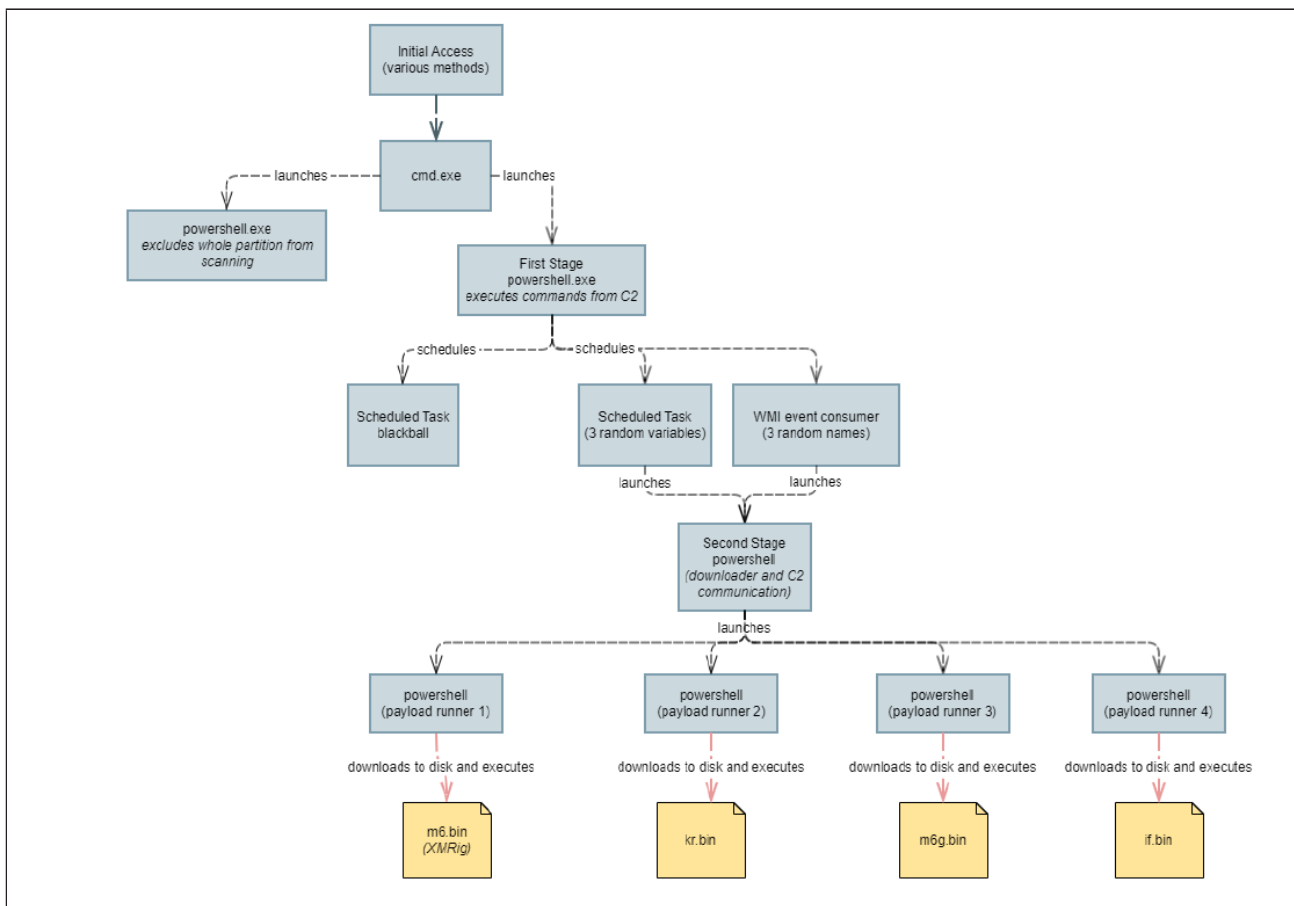 Initial Access
(various methods)
cmd.exe
launches
launches
powershell.exe
excludes whole partition from
scanning
First Stage
powershell.exe
executes commands from C2
schedules
schedules
Scheduled Task
blackball
Scheduled Task
(3 random variables)
WMI event consumer
(3 random names)
launches
launches
Second Stage
powershell
(downloader and C2
communication)
launches
powershell
(payload runner 1)
powershell
(payload runner 2)
powershell
(payload runner 3)
powershell
(payload runner 4)
downloads to disk and executes
downloads to disk and executes
downloads to disk and executes
downloads to disk and executes
m6.bin
(XMRig)
kr.bin
m6g.bin
if.bin